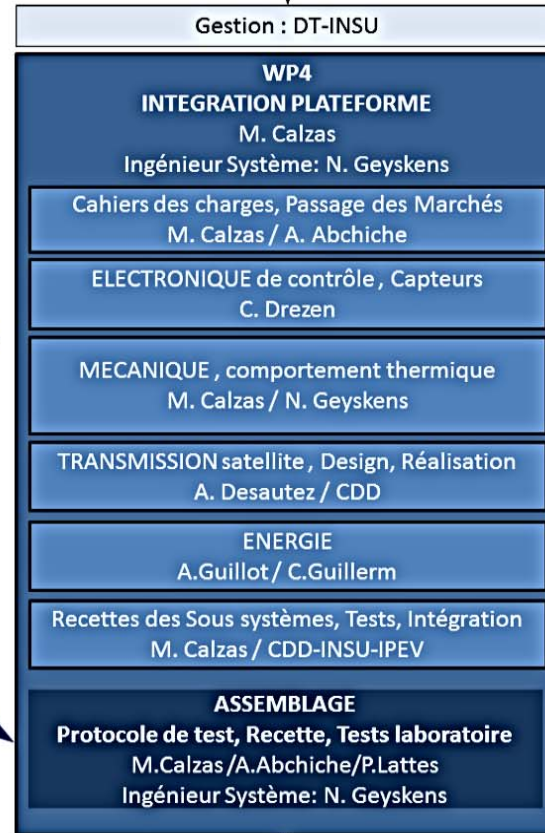 Gestion : DT-INSU
WP4
INTEGRATION PLATEFORME
M. Calzas
Ingénieur Système: N. Geyskens
Cahiers des charges, Passage des Marchés
M. Calzas / A. Abchiche
ELECTRONIQUE de contrôle , Capteurs
C. Drezen
MECANIQUE , comportement thermique
M. Calzas / N. Geyskens
TRANSMISSION satellite , Design, Réalisation
A. Desautez / CDD
ENERGIE
A.Guillot / C.Guillerm
Recettes des Sous systèmes, Tests, Intégration
M. Calzas / CDD-INSU-IPEV
ASSEMBLAGE
Protocole de test, Recette, Tests laboratoire
M.Calzas /A.Abchiche/P.Lattes
Ingénieur Système: N. Geyskens